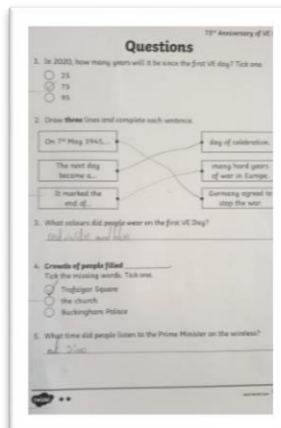 75th Anniversary of VE
Questions
1. In 2020, how many years will it be since the first VE day? Tick one.
25
75
95
2. Draw three lines and complete each sentence.
On 7th May 1945,...
day of celebration.
The next day
became a...
many hard years
of war in Europe.
It marked the
end of...
Germany agreed to
stop the war.
3. What colours did people wear on the first VE Day?
red white and blue
4. Crowds of people filled
Tick the missing words. Tick one.
Trafalgar Square
the church
Buckingham Palace
5. What time did people listen to the Prime Minister on the wireless?